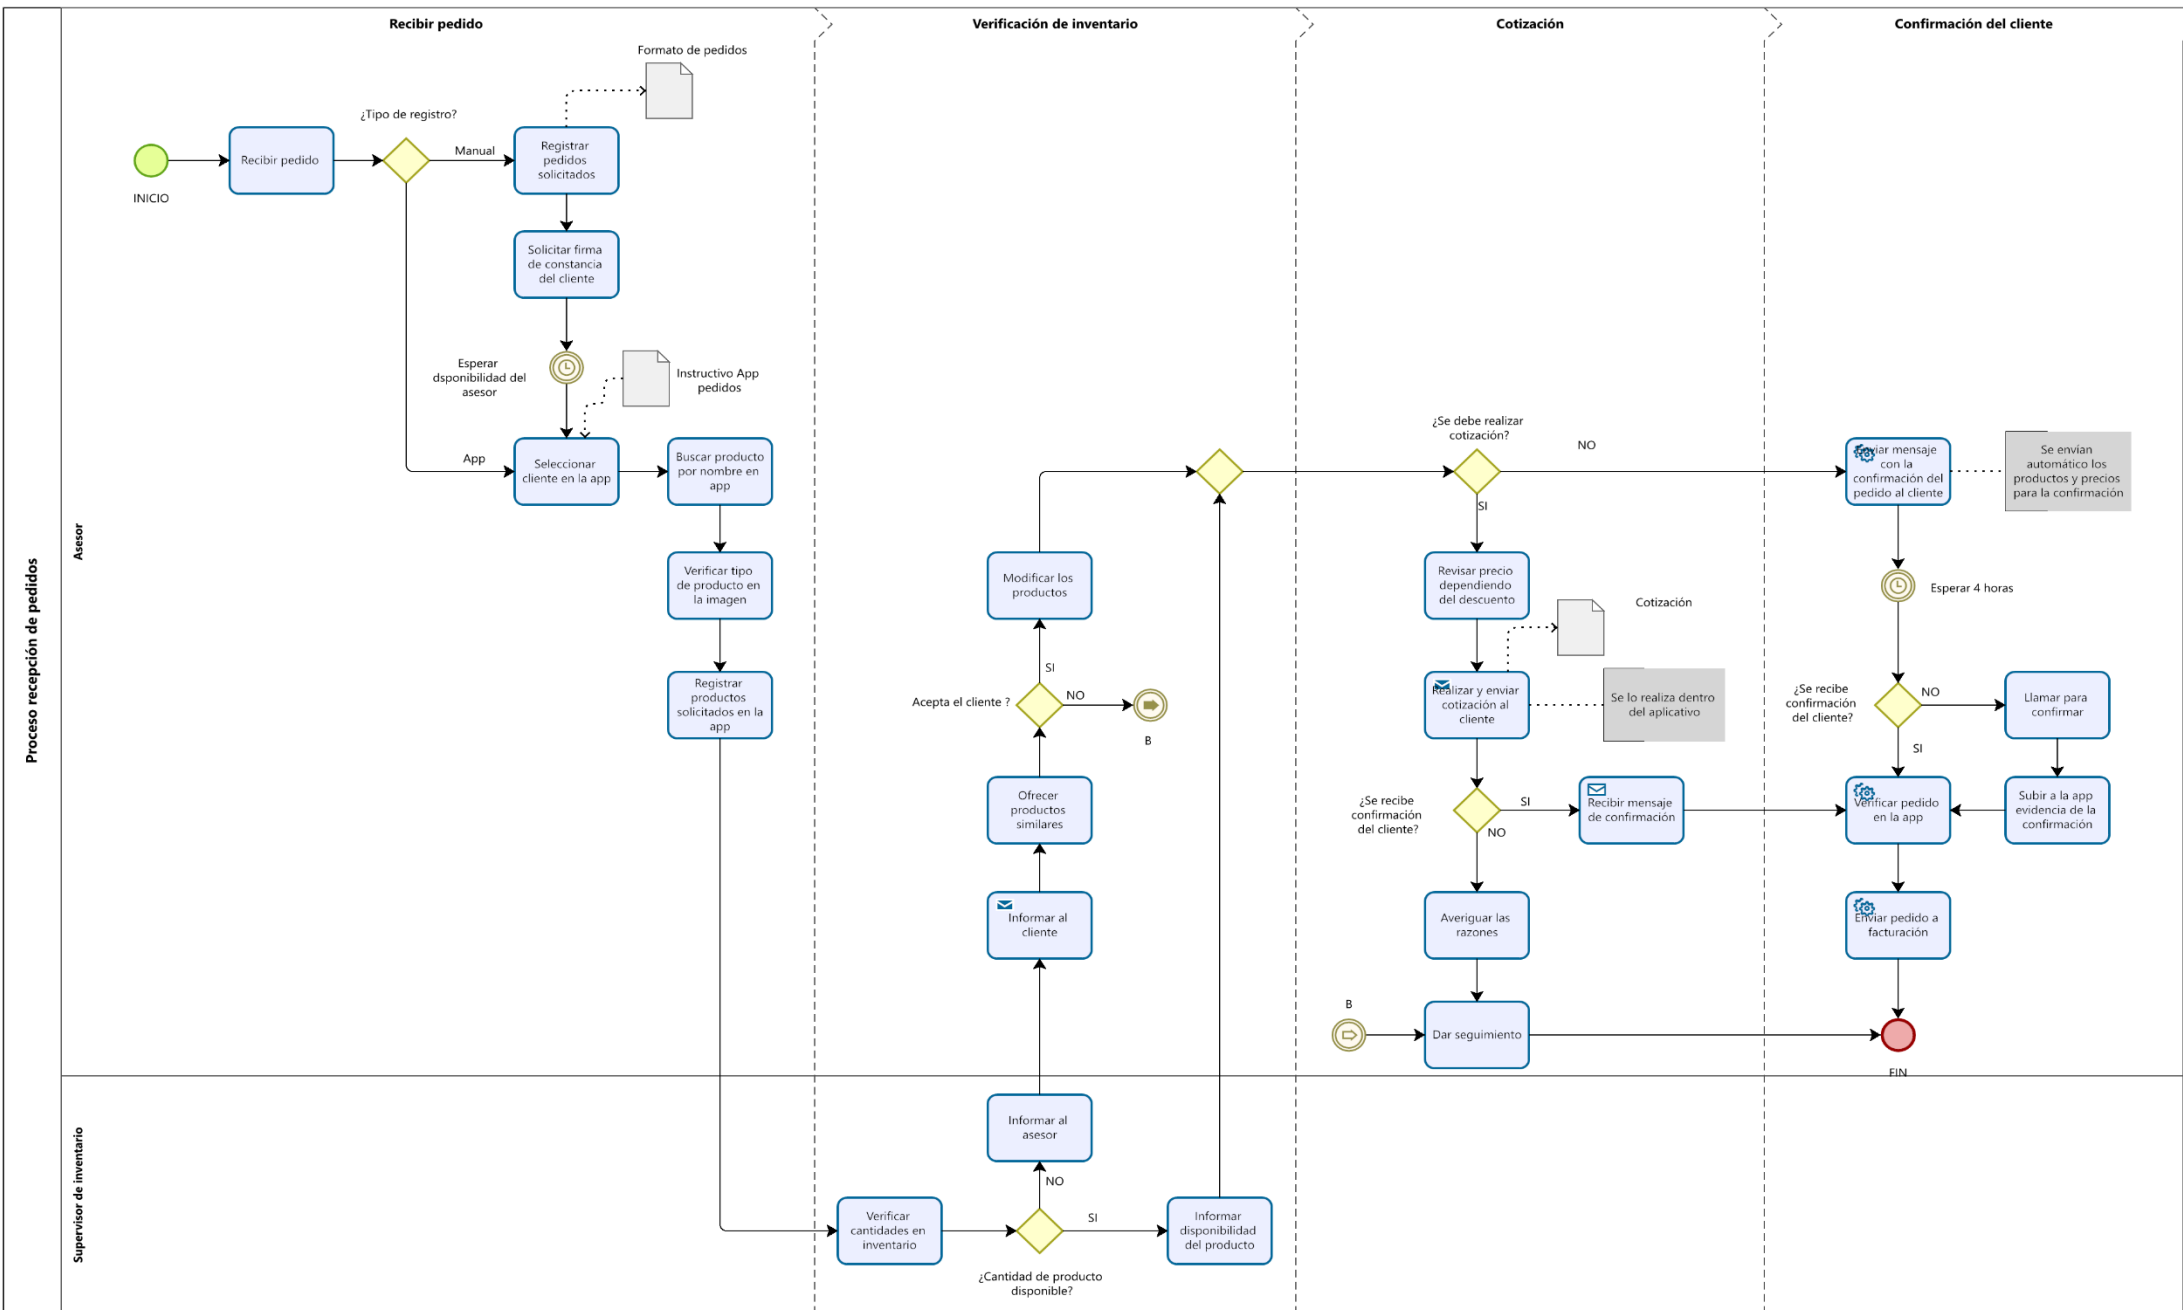 Recibir pedido
Verificación de inventario
Cotización
Confirmación del cliente
Proceso recepción de pedidos
Asesor
Supervisor de inventario
Formato de pedidos
¿Tipo de registro?
INICIO
Recibir pedido
Manual
Registrar
pedidos
solicitados
Solicitar firma
de constancia
del cliente
Esperar
dsponibilidad del
asesor
Instructivo App
pedidos
App
Seleccionar
cliente en la app
Buscar producto
por nombre en
app
Verificar tipo
de producto en
la imagen
Registrar
productos
solicitados en la
app
Modificar los
productos
SI
Acepta el cliente ?
NO
B
Ofrecer
productos
similares
Informar al
cliente
Informar al
asesor
NO
Verificar
cantidades en
inventario
SI
Informar
disponibilidad
del producto
¿Cantidad de producto
disponible?
¿Se debe realizar
cotización?
NO
SI
Revisar precio
dependiendo
del descuento
Cotización
Realizar y enviar
cotización al
cliente
Se lo realiza dentro
del aplicativo
¿Se recibe
confirmación
del cliente?
SI
NO
Recibir mensaje
de confirmación
Averiguar las
razones
B
Dar seguimiento
Enviar mensaje
con la
confirmación del
pedido al cliente
Se envían
automático los
productos y precios
para la confirmación
Esperar 4 horas
¿Se recibe
confirmación
del cliente?
NO
SI
Llamar para
confirmar
Verificar pedido
en la app
Subir a la app
evidencia de la
confirmación
Enviar pedido a
facturación
FIN